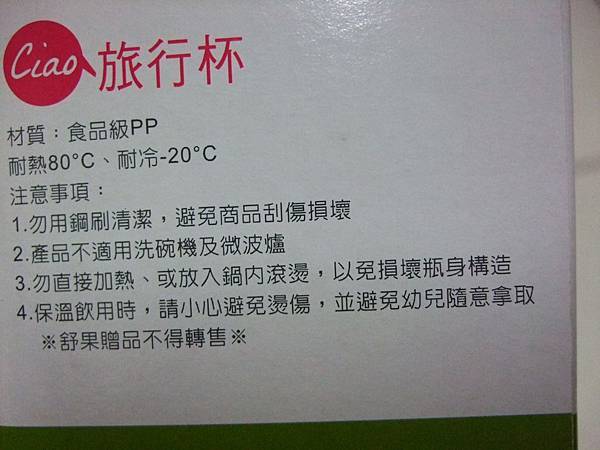 Ciao 旅行杯
材質：食品級PP
耐熱80°C、耐冷-20°C
注意事項：
1.勿用鋼刷清潔，避免商品刮傷損壞
2.產品不適用洗碗機及微波爐
3.勿直接加熱、或放入鍋內滾燙，以免損壞瓶身構造
4.保溫飲用時，請小心避免燙傷，並避免幼兒隨意拿取
※舒果贈品不得轉售※